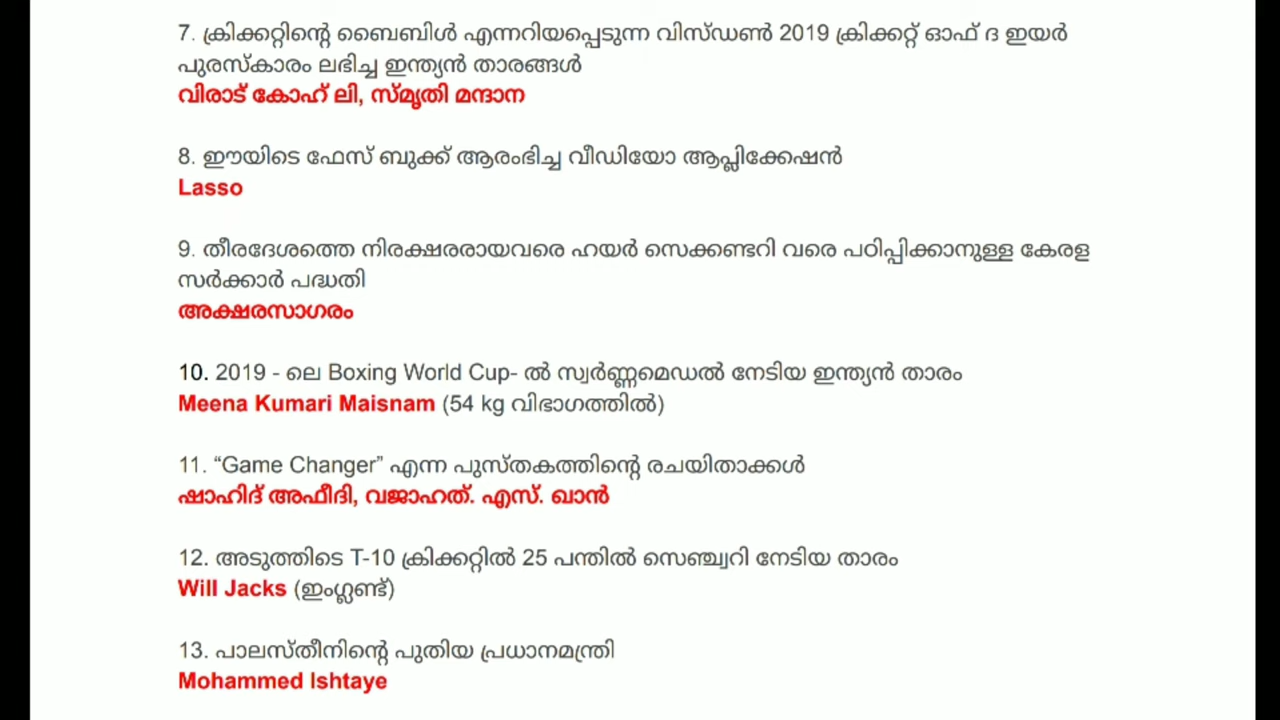 7. ക്രിക്കറ്റിന്റെ ബൈബിൾ എന്നറിയപ്പെടുന്ന വിസ്ഡൺ 2019 ക്രിക്കറ്റ് ഓഫ് ദ ഇയർ
പുരസ്കാരം ലഭിച്ച ഇന്ത്യൻ താരങ്ങൾ
വിരാട് കോഹ് ലി, സ്മൃതി മന്ദാന
8. ഈയിടെ ഫേസ് ബുക്ക് ആരംഭിച്ച വീഡിയോ ആപ്ലിക്കേഷൻ
Lasso
9. തീരദേശത്തെ നിരക്ഷരരായവരെ ഹയർ സെക്കണ്ടറി വരെ പഠിപ്പിക്കാനുള്ള കേരള
സർക്കാർ പദ്ധതി
അക്ഷരസാഗരം
10. 2019 - ലെ Boxing World Cup- ൽ സ്വർണ്ണമെഡൽ നേടിയ ഇന്ത്യൻ താരം
Meena Kumari Maisnam (54 kg വിഭാഗത്തിൽ)
11. “Game Changer” എന്ന പുസ്തകത്തിന്റെ രചയിതാക്കൾ
ഷാഹിദ് അഫീദി, വജാഹത്. എസ്. ഖാൻ
12. അടുത്തിടെ T-10 ക്രിക്കറ്റിൽ 25 പന്തിൽ സെഞ്ച്വറി നേടിയ താരം
Will Jacks (ഇംഗ്ലണ്ട്)
13. പാലസ്തീനിന്റെ പുതിയ പ്രധാനമന്ത്രി
Mohammed Ishtaye